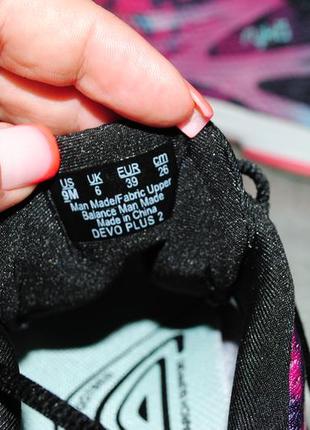 US UK EUR cm
9M 6 39 26
Man Made/Fabric Upper
Balance Man Made
Made in China
DEVO PLUS 2